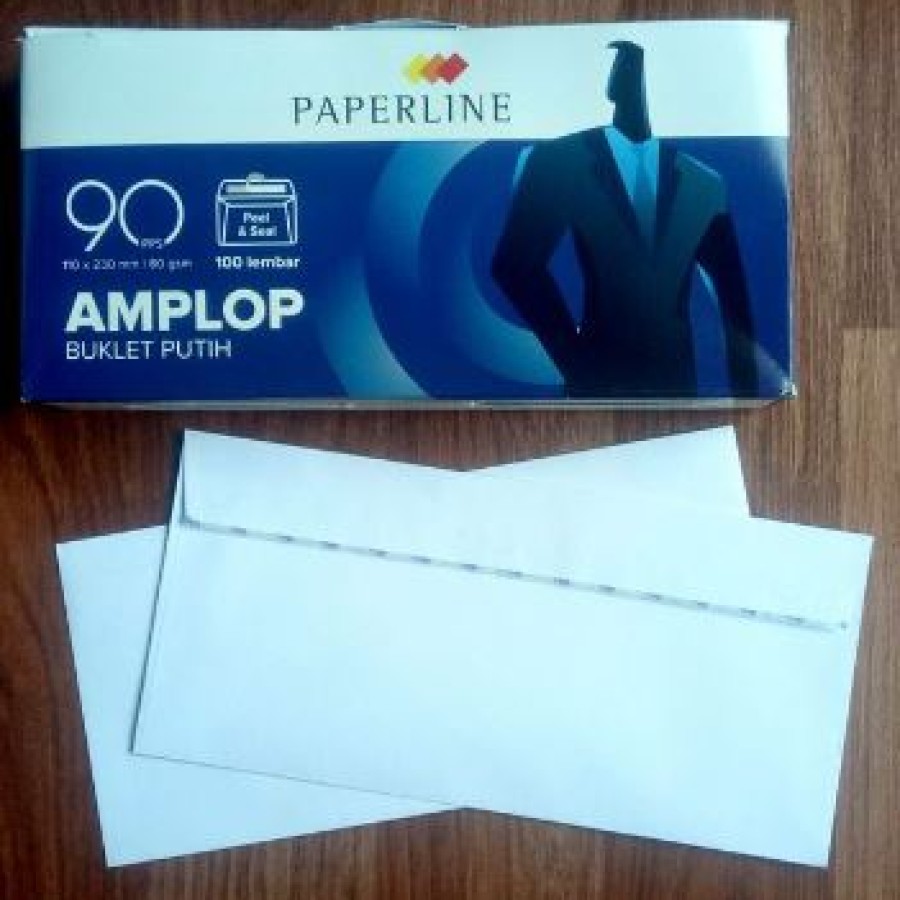 PAPERLINE
90
PPS
Peel
& Seal
110 x 230 mm | 80 gsm
100 lembar
AMPLOP
BUKLET PUTIH